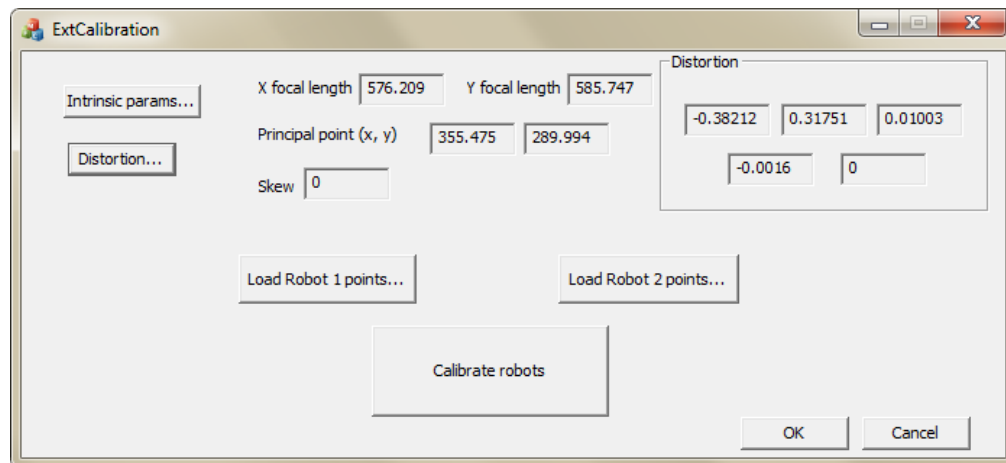 ExtCalibration
Distortion
Intrinsic params...
X focal length 576.209 Y focal length 585.747
-0.38212 0.31751 0.01003
Principal point (x, y) 355.475 289.994
Distortion...
-0.0016 0
Skew 0
Load Robot 1 points... Load Robot 2 points...
Calibrate robots
OK Cancel